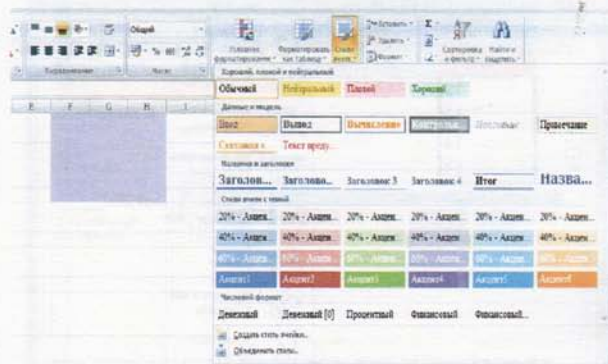 Общий
Вставить
Σ
Условное форматирование
Форматировать как таблицу
Стили ячеек
Удалить
Формат
Сортировка и фильтр
Найти и выделить
Выравнивание
Число
Хороший, плохой и нейтральный
Обычный Нейтральный Плохой Хороший
E F G H I
Данные и модель
Ввод Вывод Вычисление Контрольн... Пояснение Примечание
Связанная я... Текст преду...
Названия и заголовки
Заголов... Заголово... Заголовок 3 Заголовок 4 Итог Назва...
Стили ячеек с темой
20% - Акцен... 20% - Акцен... 20% - Акцен... 20% - Акцен... 20% - Акцен... 20% - Акцен...
40% - Акцен... 40% - Акцен... 40% - Акцен... 40% - Акцен... 40% - Акцен... 40% - Акцен...
60% - Акцен... 60% - Акцен... 60% - Акцен... 60% - Акцен... 60% - Акцен... 60% - Акцен...
Акцент1 Акцент2 Акцент3 Акцент4 Акцент5 Акцент6
Числовой формат
Денежный Денежный [0] Процентный Финансовый Финансовый...
Создать стиль ячейки...
Объединить стили...